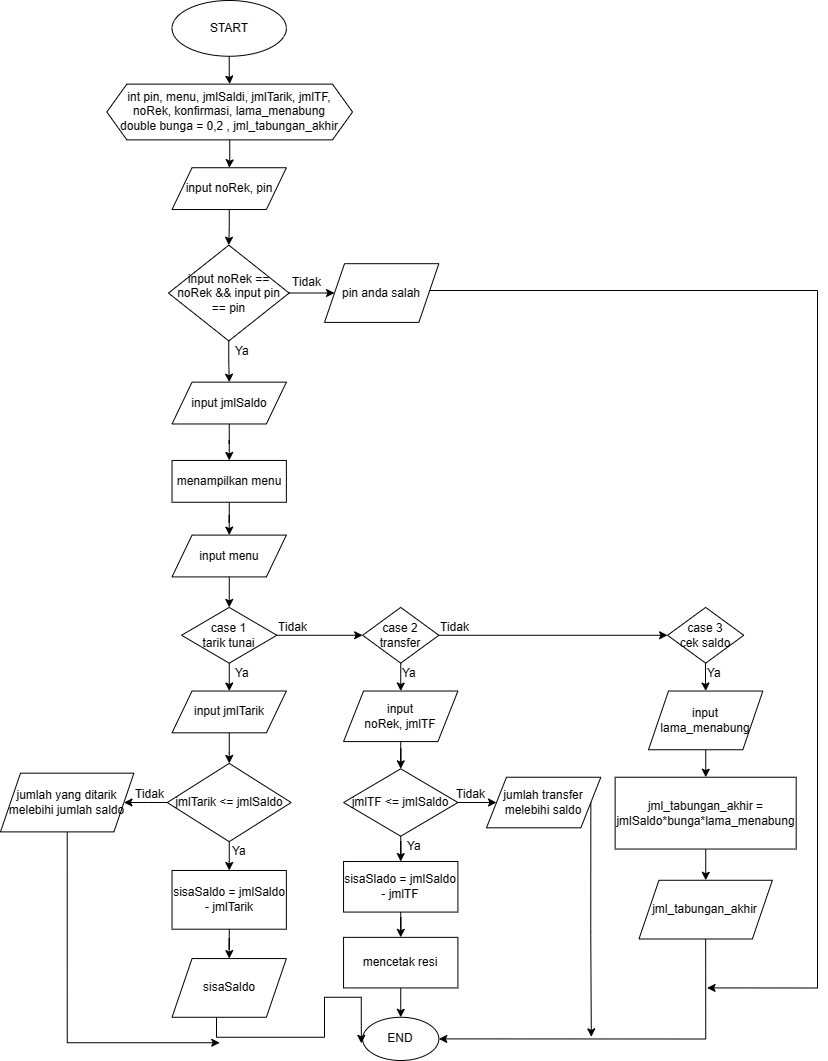 START
int pin, menu, jmlSaldi, jmlTarik, jmlTF,
noRek, konfirmasi, lama_menabung
double bunga = 0,2 , jml_tabungan_akhir
input noRek, pin
input noRek ==
noRek && input pin
== pin
Tidak
pin anda salah
Ya
input jmlSaldo
menampilkan menu
input menu
case 1
tarik tunai
Tidak
case 2
transfer
Tidak
case 3
cek saldo
Ya
Ya
Ya
input jmlTarik
input
noRek, jmlTF
input
lama_menabung
jumlah yang ditarik
melebihi jumlah saldo
Tidak
jmlTarik <= jmlSaldo
jmlTF <= jmlSaldo
Tidak
jumlah transfer
melebihi saldo
jml_tabungan_akhir =
jmlSaldo*bunga*lama_menabung
Ya
Ya
sisaSaldo = jmlSaldo
- jmlTarik
sisaSlado = jmlSaldo
- jmlTF
jml_tabungan_akhir
sisaSaldo
mencetak resi
END